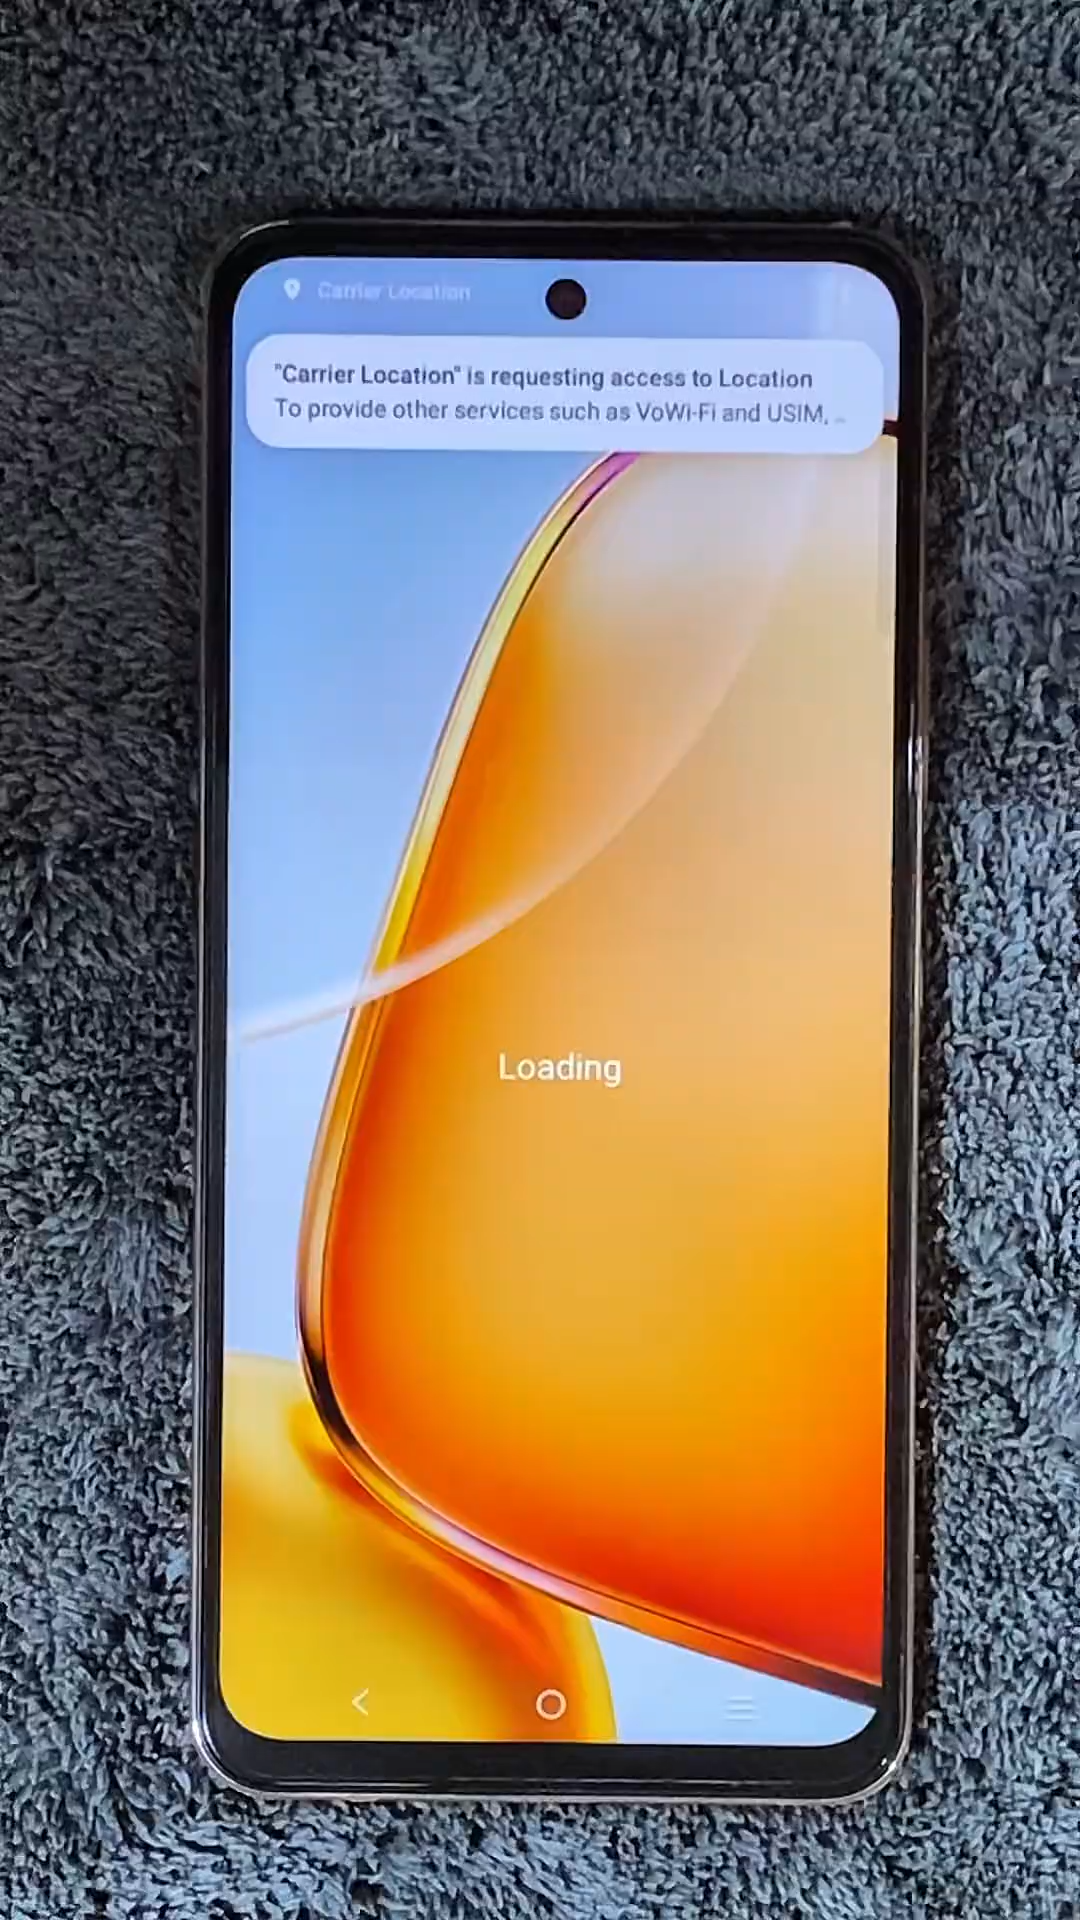 Carrier Location
"Carrier Location" is requesting access to Location
To provide other services such as VoWi-Fi and USIM, ..
Loading